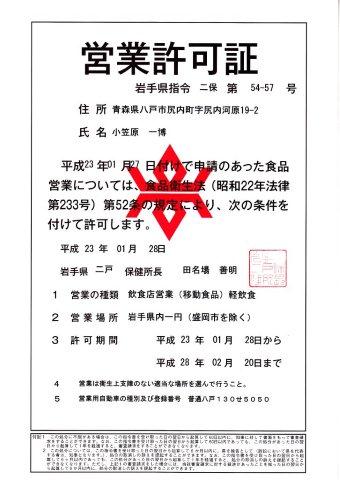 営業許可証
岩手県指令 二保 第 54-57 号
住所 青森県八戸市尻内町字尻内河原19-2
氏名 小笠原 一博
平成23年01月27日付けで申請のあった食品
営業については、食品衛生法（昭和22年法律
第233号）第52条の規定により、次の条件を
付けて許可します。
平成 23 年 01 月 28日
岩手県 二戸 保健所長 田名場 善明
1 営業の種類 飲食店営業（移動食品）軽飲食
2 営業場所 岩手県内一円（盛岡市を除く）
3 許可期間 平成 23 年 01 月 28日から
平成 28 年 02 月 20日まで
4 営業は衛生上支障のない適当な場所を選んで行うこと。
5 営業用自動車の種別及び登録番号 普通八戸130せ5050